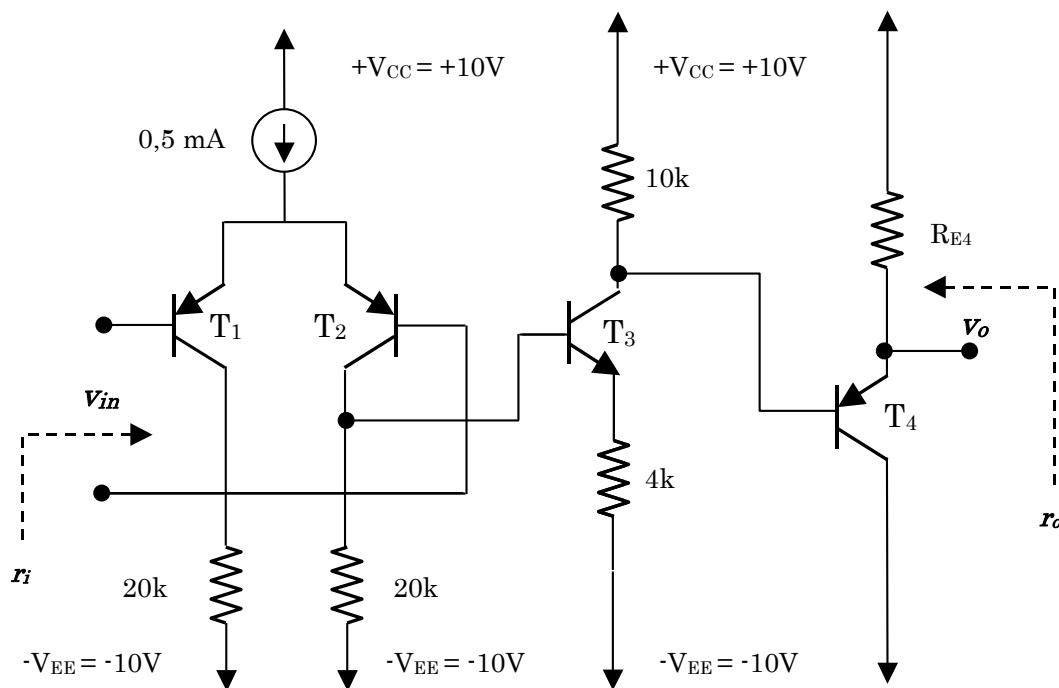 +VCC = +10V
+VCC = +10V
0,5 mA
10k
RE4
T1
T2
T3
vo
vin
T4
4k
ro
ri
20k
20k
-VEE = -10V
-VEE = -10V
-VEE = -10V